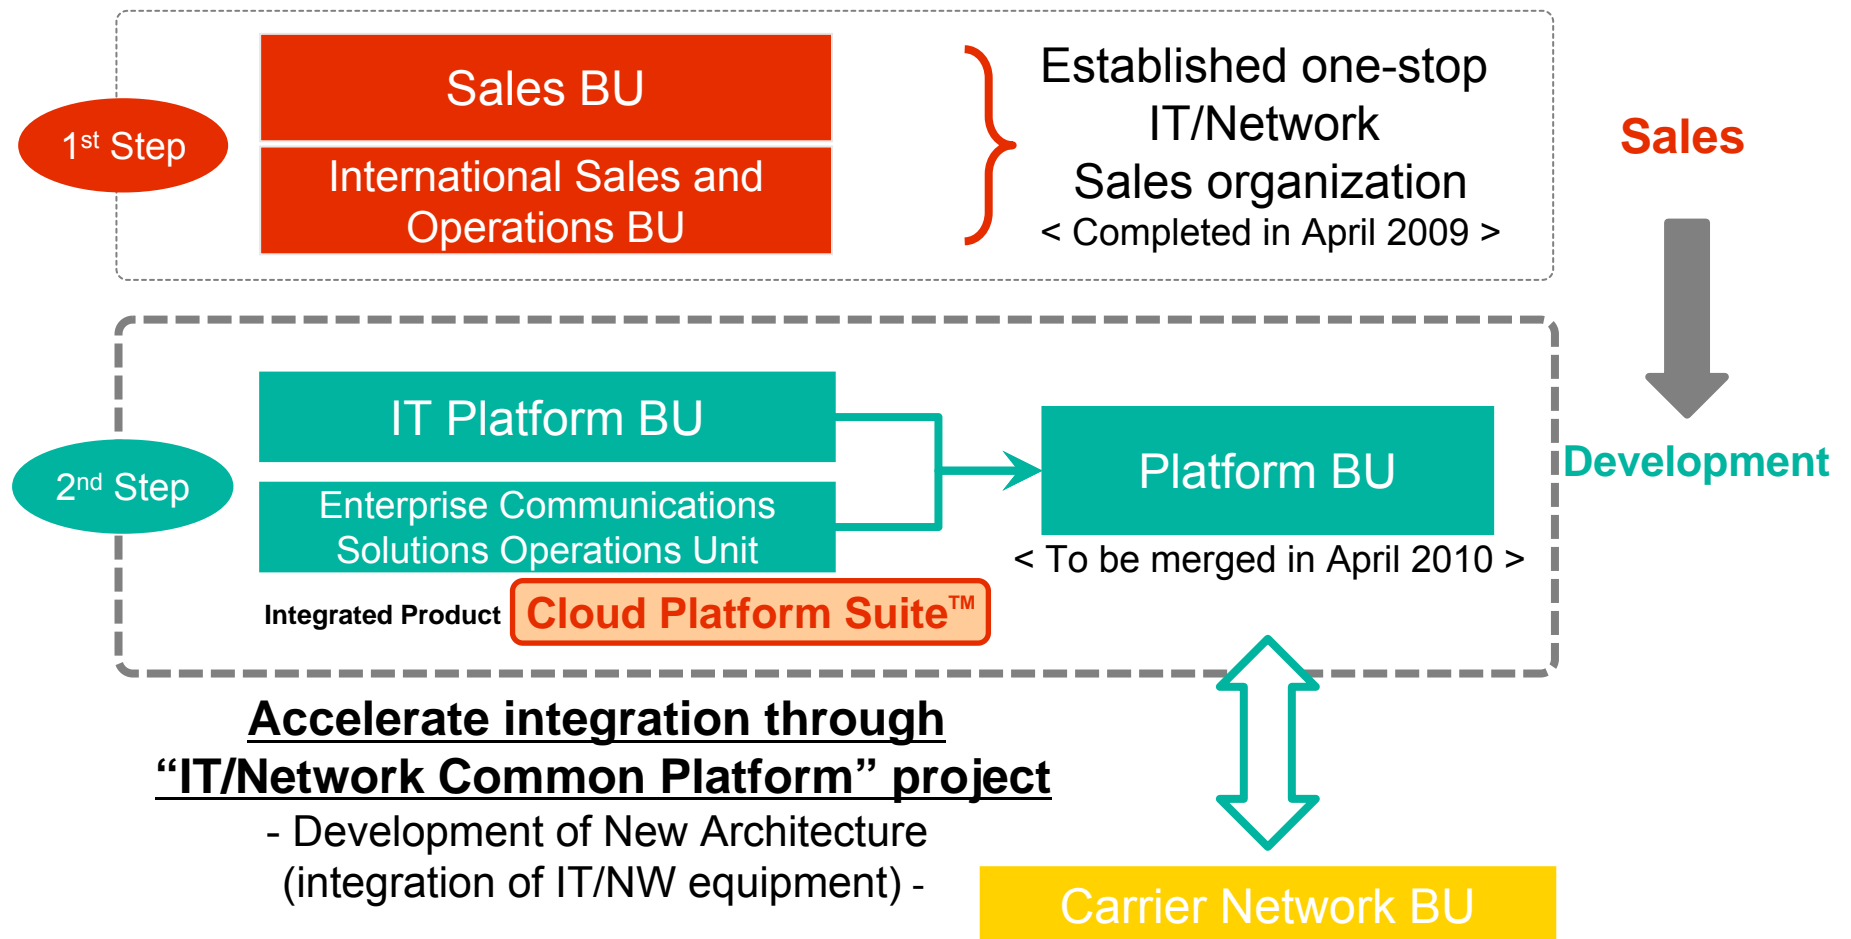 1st Step
Sales BU
International Sales and
Operations BU
Established one-stop
IT/Network
Sales organization
< Completed in April 2009 >
Sales
2nd Step
IT Platform BU
Enterprise Communications
Solutions Operations Unit
Integrated Product
Cloud Platform Suite™
Platform BU
< To be merged in April 2010 >
Development
Accelerate integration through
“IT/Network Common Platform” project
- Development of New Architecture
(integration of IT/NW equipment) -
Carrier Network BU